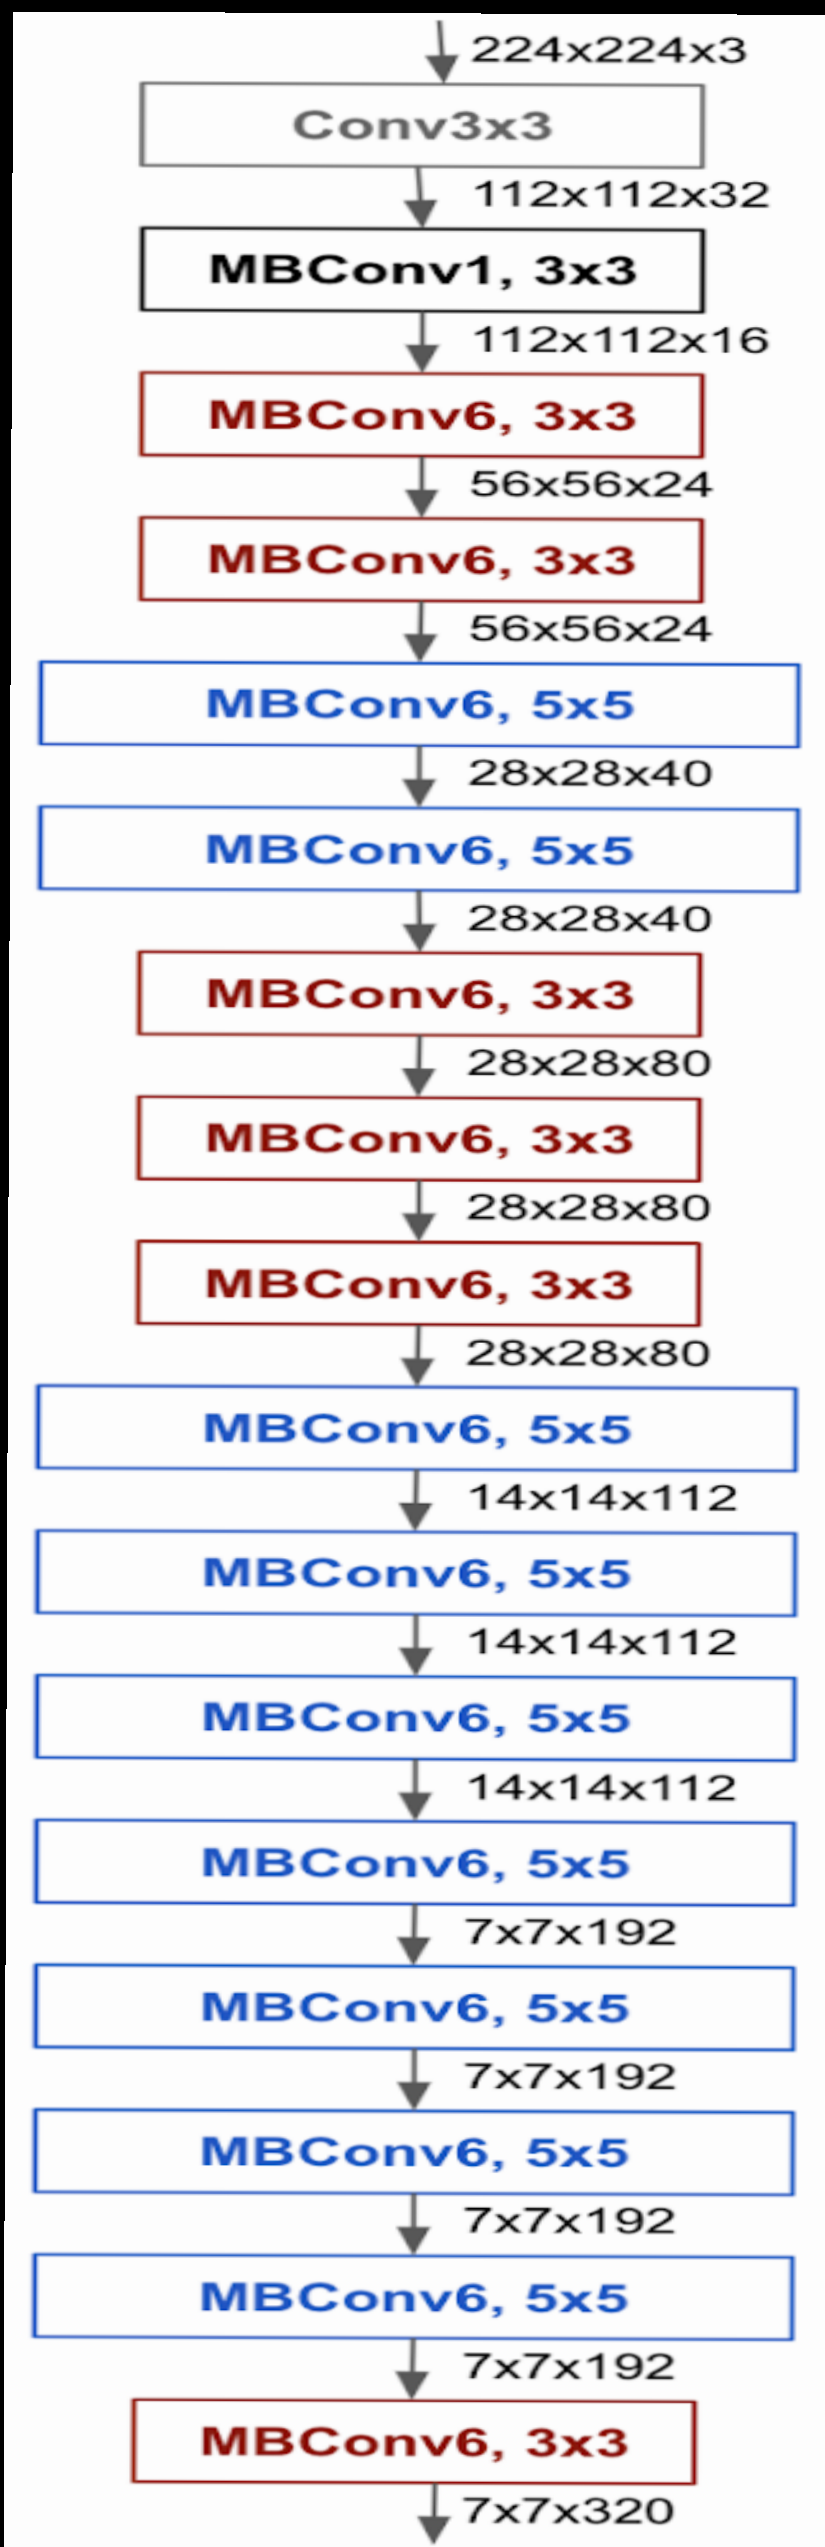 224x224x3
Conv3x3
112x112x32
MBConv1, 3x3
112x112x16
MBConv6, 3x3
56x56x24
MBConv6, 3x3
56x56x24
MBConv6, 5x5
28x28x40
MBConv6, 5x5
28x28x40
MBConv6, 3x3
28x28x80
MBConv6, 3x3
28x28x80
MBConv6, 3x3
28x28x80
MBConv6, 5x5
14x14x112
MBConv6, 5x5
14x14x112
MBConv6, 5x5
14x14x112
MBConv6, 5x5
7x7x192
MBConv6, 5x5
7x7x192
MBConv6, 5x5
7x7x192
MBConv6, 5x5
7x7x192
MBConv6, 3x3
7x7x320